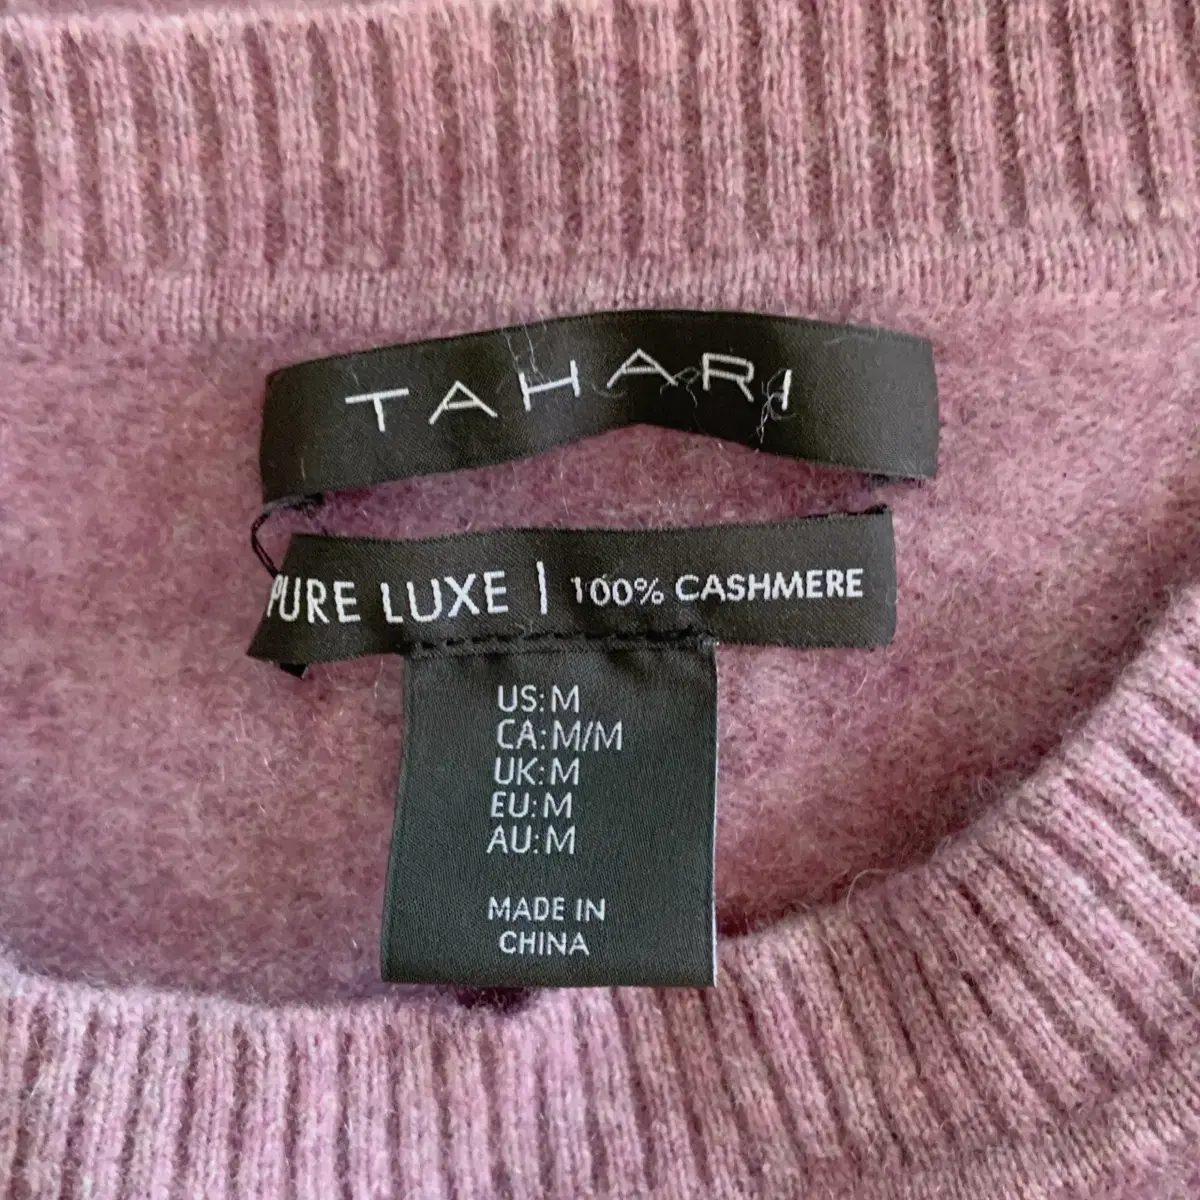 TAHARI
PURE LUXE | 100% CASHMERE
US: M
CA: M/M
UK: M
EU: M
AU: M
MADE IN
CHINA